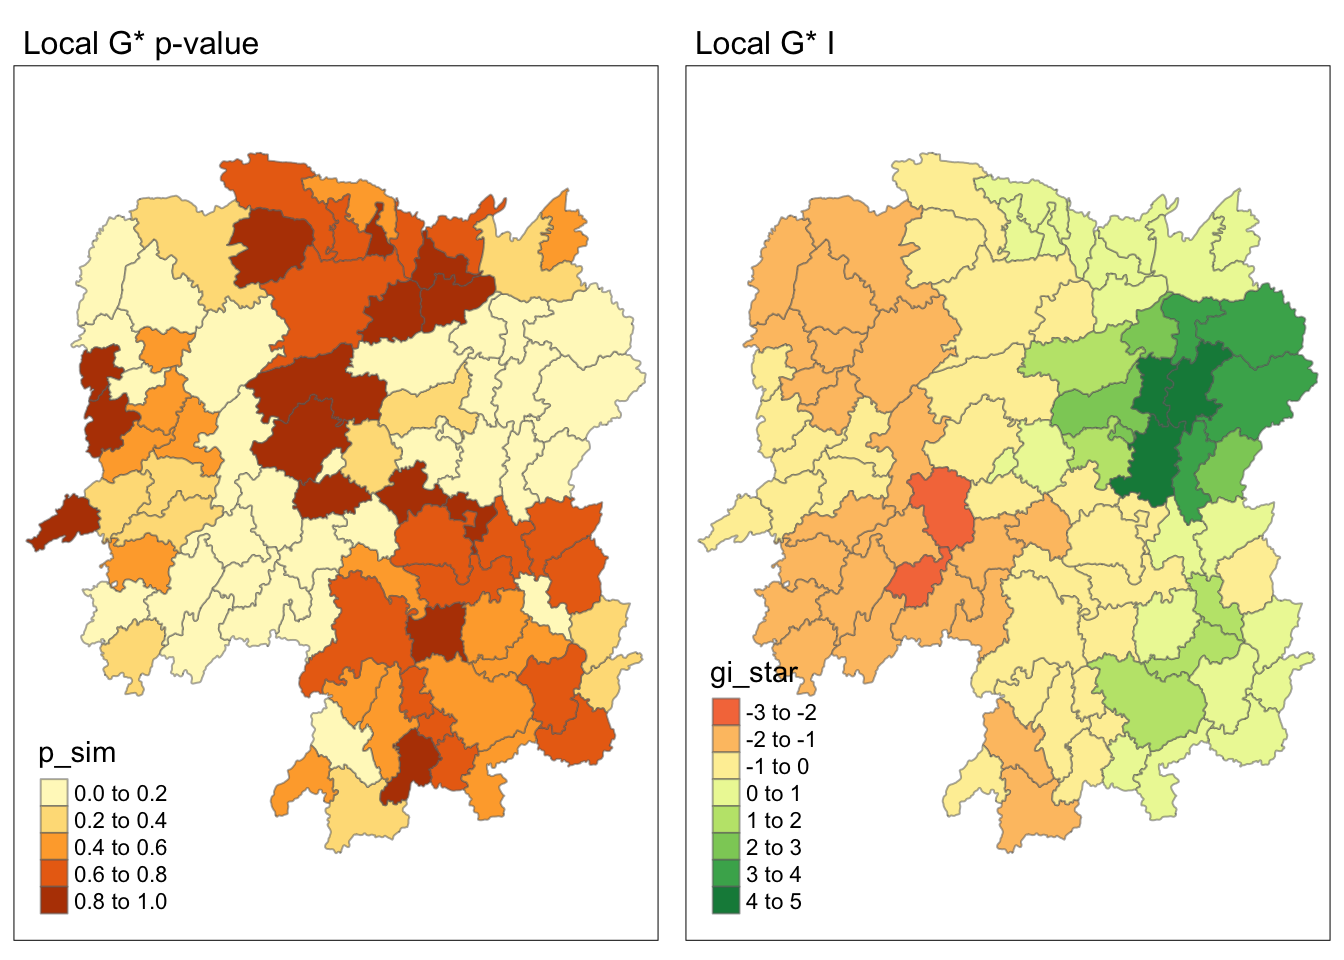 Local G* p-value
p_sim
0.0 to 0.2
0.2 to 0.4
0.4 to 0.6
0.6 to 0.8
0.8 to 1.0
Local G* I
gi_star
-3 to -2
-2 to -1
-1 to 0
0 to 1
1 to 2
2 to 3
3 to 4
4 to 5